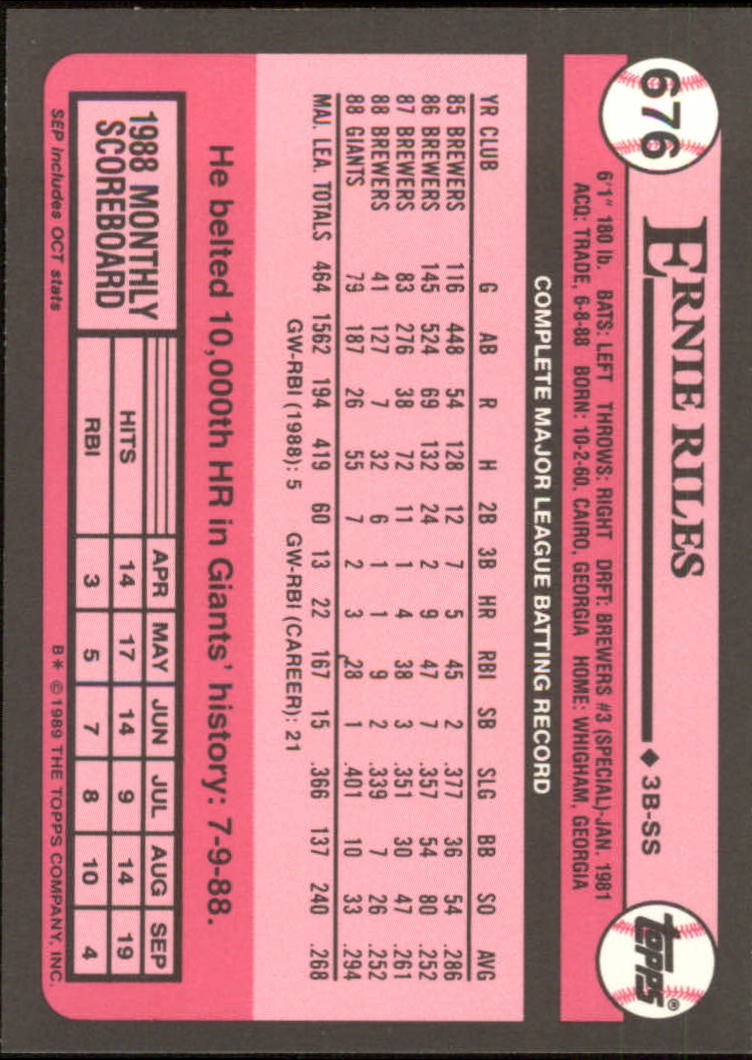 676
ERNIE RILES ◆ 3B-SS
topps®
6'1" 180 lb. BATS: LEFT THROWS: RIGHT DRFT: BREWERS #3 (SPECIAL)-JAN. 1981
ACQ: TRADE, 6-8-88 BORN: 10-2-60, CAIRO, GEORGIA HOME: WHIGHAM, GEORGIA
COMPLETE MAJOR LEAGUE BATTING RECORD
YR CLUB G AB R H 2B 3B HR RBI SB SLG BB SO AVG
85 BREWERS 116 448 54 128 12 7 5 45 2 .377 36 54 .286
86 BREWERS 145 524 69 132 24 2 9 47 7 .357 54 80 .252
87 BREWERS 83 276 38 72 11 1 4 38 3 .351 30 47 .261
88 BREWERS 41 127 7 32 6 1 1 9 2 .339 7 26 .252
88 GIANTS 79 187 26 55 7 2 3 28 1 .401 10 33 .294
MAJ. LEA. TOTALS 464 1562 194 419 60 13 22 167 15 .366 137 240 .268
GW-RBI (1988): 5 GW-RBI (CAREER): 21
He belted 10,000th HR in Giants' history: 7-9-88.
1988 MONTHLY
SCOREBOARD
APR MAY JUN JUL AUG SEP
HITS 14 17 14 9 14 19
RBI 3 5 7 8 10 4
SEP includes OCT stats
B* ©1989 THE TOPPS COMPANY, INC.